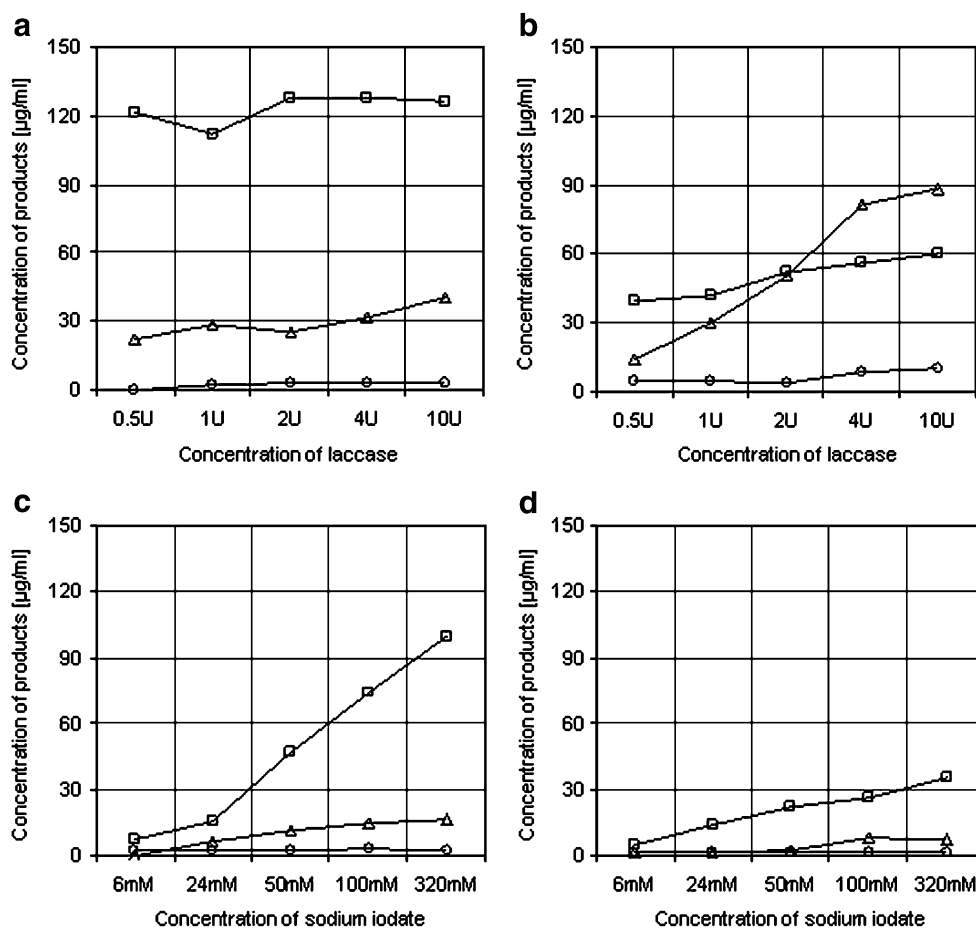 a
150
120
90
60
30
0
Concentration of products [µg/ml]
0.5U 1U 2U 4U 10U
Concentration of laccase
b
150
120
90
60
30
0
Concentration of products [µg/ml]
0.5U 1U 2U 4U 10U
Concentration of laccase
c
150
120
90
60
30
0
Concentration of products [µg/ml]
6mM 24mM 50mM 100mM 320mM
Concentration of sodium iodate
d
150
120
90
60
30
0
Concentration of products [µg/ml]
6mM 24mM 50mM 100mM 320mM
Concentration of sodium iodate